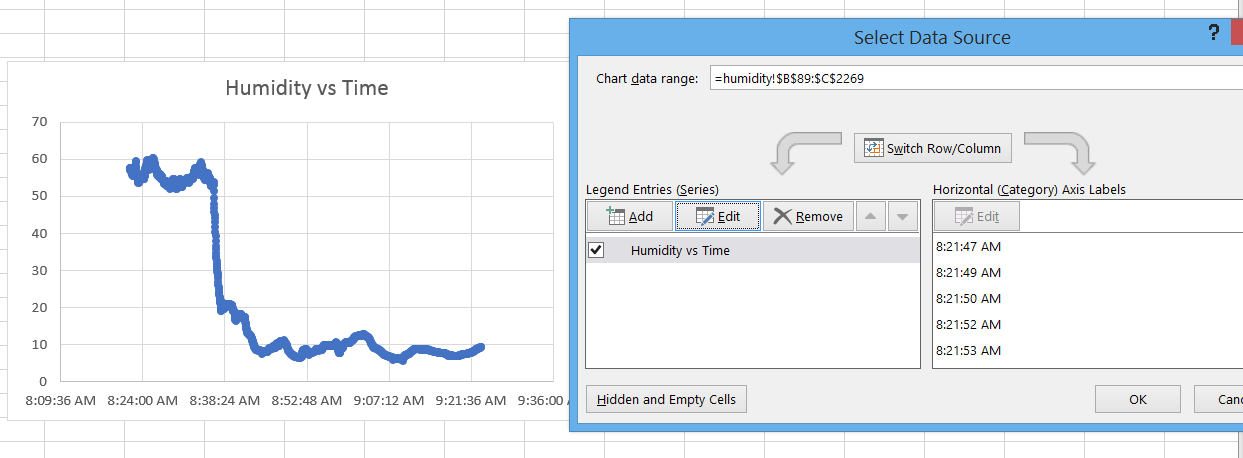 Select Data Source
?
Chart data range:
=humidity!$B$89:$C$2269
Switch Row/Column
Legend Entries (Series)
Add
Edit
Remove
Humidity vs Time
Horizontal (Category) Axis Labels
Edit
8:21:47 AM
8:21:49 AM
8:21:50 AM
8:21:52 AM
8:21:53 AM
Hidden and Empty Cells
OK
Canc
Humidity vs Time
70
60
50
40
30
20
10
0
8:09:36 AM 8:24:00 AM 8:38:24 AM 8:52:48 AM 9:07:12 AM 9:21:36 AM 9:36:00